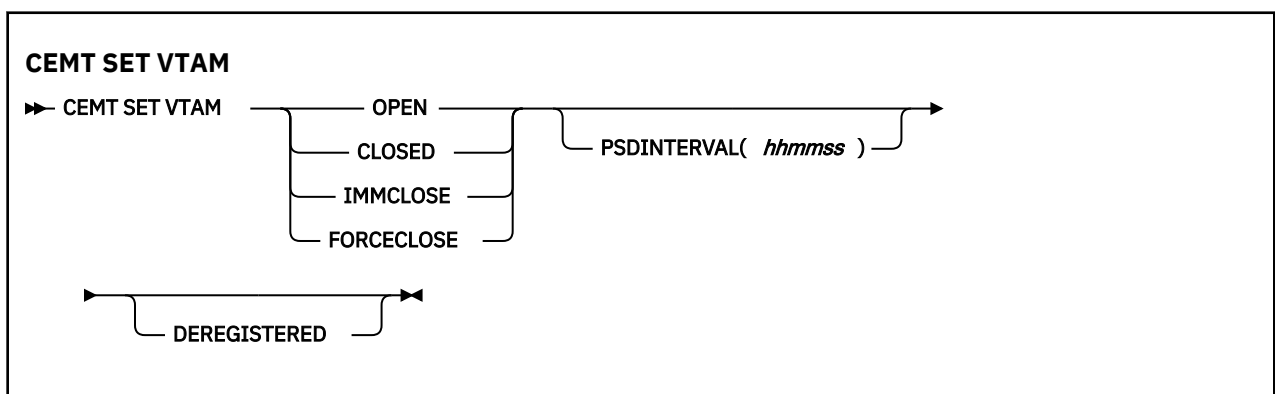 CEMT SET VTAM
CEMT SET VTAM OPEN
CLOSED
IMMCLOSE
FORCECLOSE
PSDINTERVAL( hhmmss )
DEREGISTERED